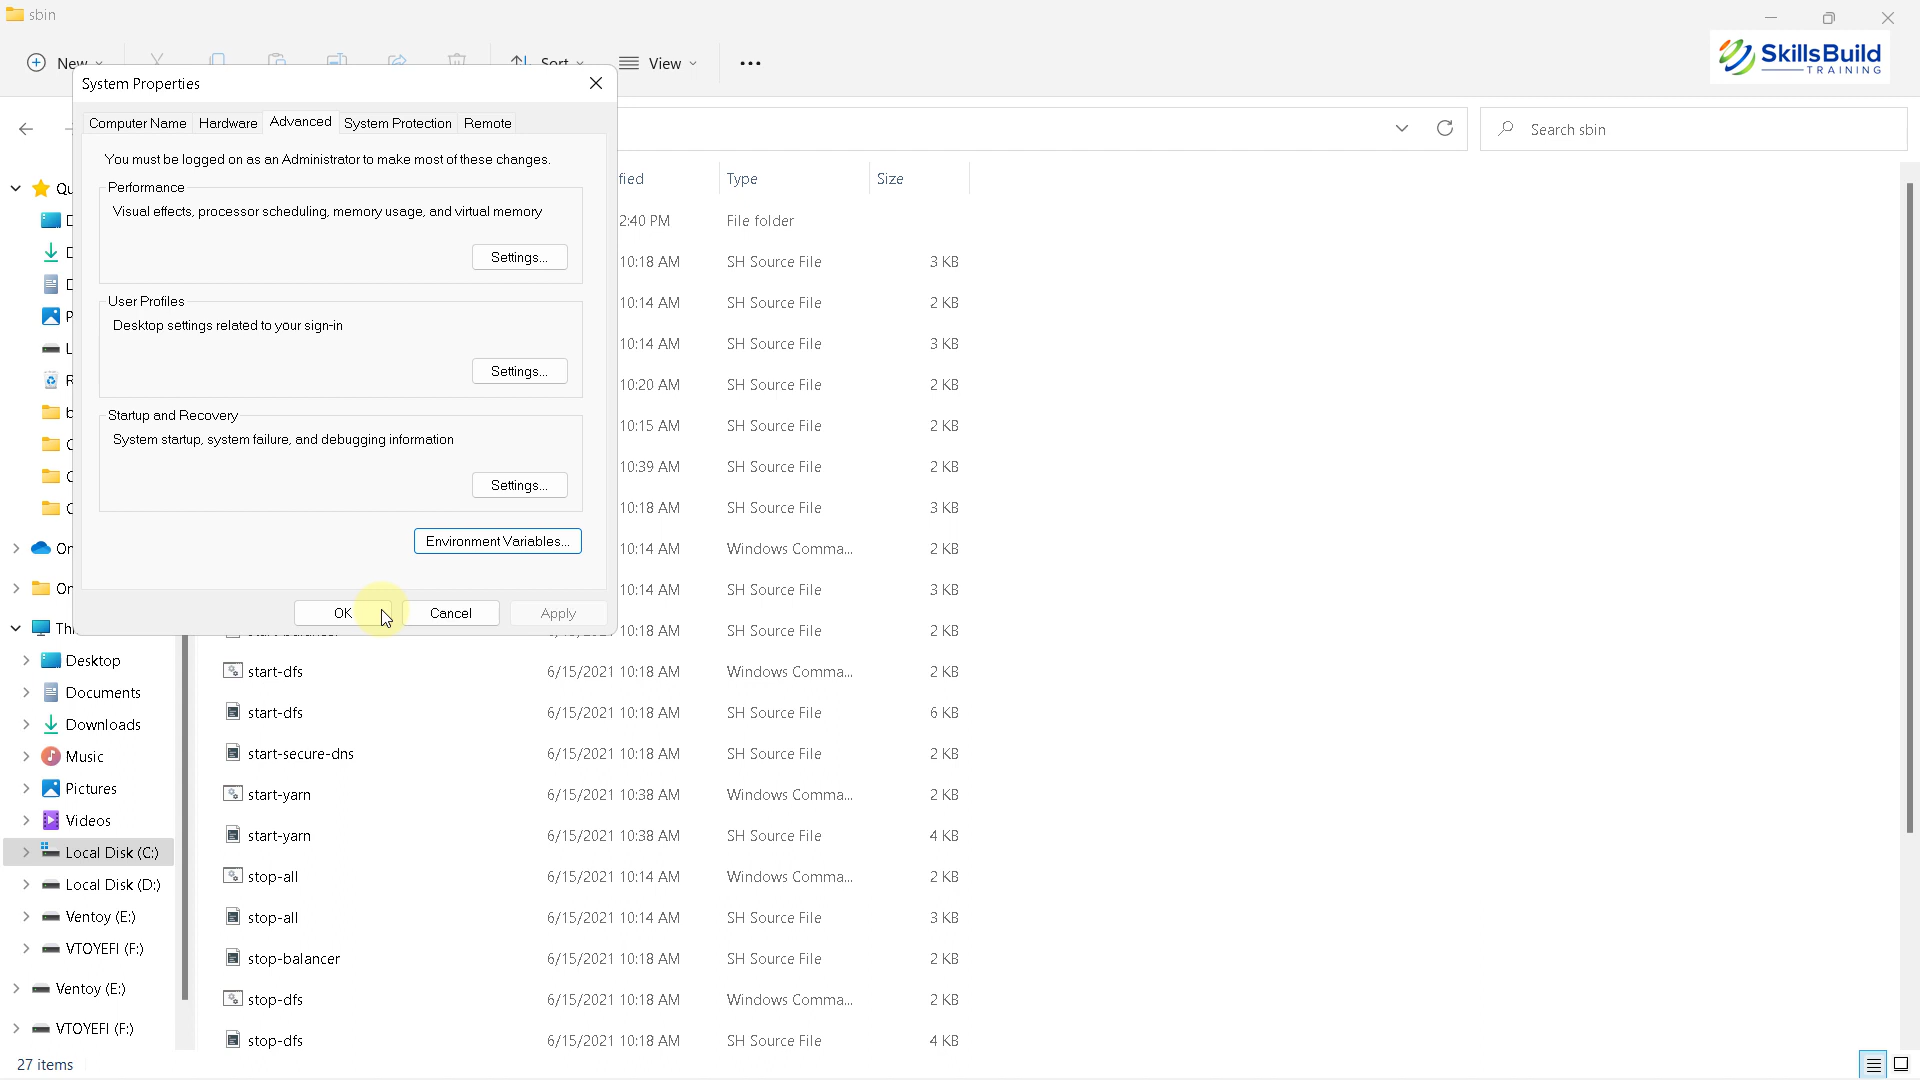 sbin
New
Sort
View
SkillsBuild
TRAINING
System Properties
Computer Name
Hardware
Advanced
System Protection
Remote
You must be logged on as an Administrator to make most of these changes.
Performance
Visual effects, processor scheduling, memory usage, and virtual memory
Settings...
User Profiles
Desktop settings related to your sign-in
Settings...
Startup and Recovery
System startup, system failure, and debugging information
Settings...
Environment Variables...
OK
Cancel
Apply
Search sbin
Type
Size
2:40 PM File folder
10:18 AM SH Source File 3 KB
10:14 AM SH Source File 2 KB
10:14 AM SH Source File 3 KB
10:20 AM SH Source File 2 KB
10:15 AM SH Source File 2 KB
10:39 AM SH Source File 2 KB
10:18 AM SH Source File 3 KB
10:14 AM Windows Comma... 2 KB
10:14 AM SH Source File 3 KB
10:18 AM SH Source File 2 KB
start-dfs 6/15/2021 10:18 AM Windows Comma... 2 KB
start-dfs 6/15/2021 10:18 AM SH Source File 6 KB
start-secure-dns 6/15/2021 10:18 AM SH Source File 2 KB
start-yarn 6/15/2021 10:38 AM Windows Comma... 2 KB
start-yarn 6/15/2021 10:38 AM SH Source File 4 KB
stop-all 6/15/2021 10:14 AM Windows Comma... 2 KB
stop-all 6/15/2021 10:14 AM SH Source File 3 KB
stop-balancer 6/15/2021 10:18 AM SH Source File 2 KB
stop-dfs 6/15/2021 10:18 AM Windows Comma... 2 KB
stop-dfs 6/15/2021 10:18 AM SH Source File 4 KB
Desktop
Documents
Downloads
Music
Pictures
Videos
Local Disk (C:)
Local Disk (D:)
Ventoy (E:)
VTOYEFI (F:)
Ventoy (E:)
VTOYEFI (F:)
27 items